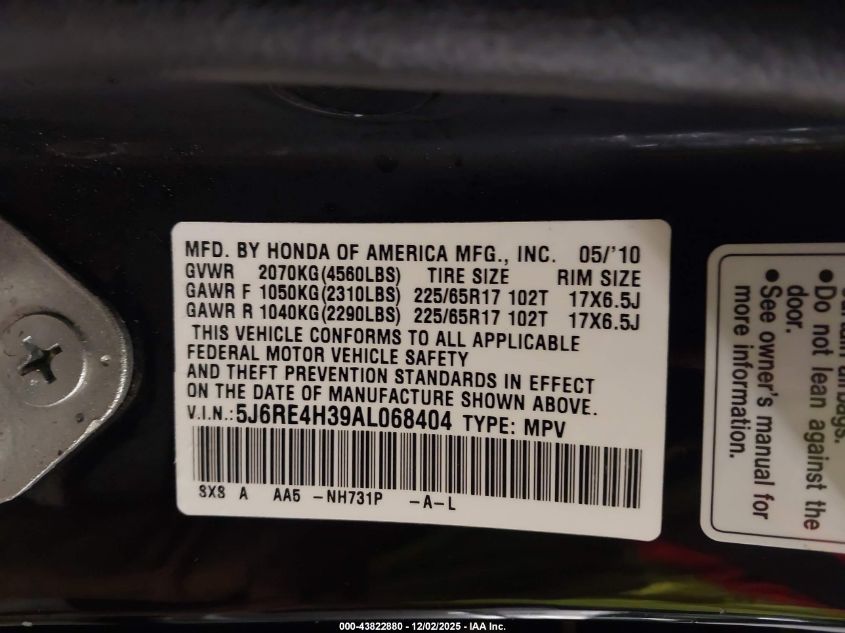 MFD. BY HONDA OF AMERICA MFG., INC. 05/'10
GVWR 2070KG(4560LBS) TIRE SIZE RIM SIZE
GAWR F 1050KG(2310LBS) 225/65R17 102T 17X6.5J
GAWR R 1040KG(2290LBS) 225/65R17 102T 17X6.5J
THIS VEHICLE CONFORMS TO ALL APPLICABLE
FEDERAL MOTOR VEHICLE SAFETY
AND THEFT PREVENTION STANDARDS IN EFFECT
ON THE DATE OF MANUFACTURE SHOWN ABOVE.
V.I.N.:5J6RE4H39AL068404 TYPE: MPV
SXS A AA5 -NH731P -A-L
airbags.
• Do not lean against the
door.
• See owner's manual for
more information.
000-43822880 - 12/02/2025 - IAA Inc.